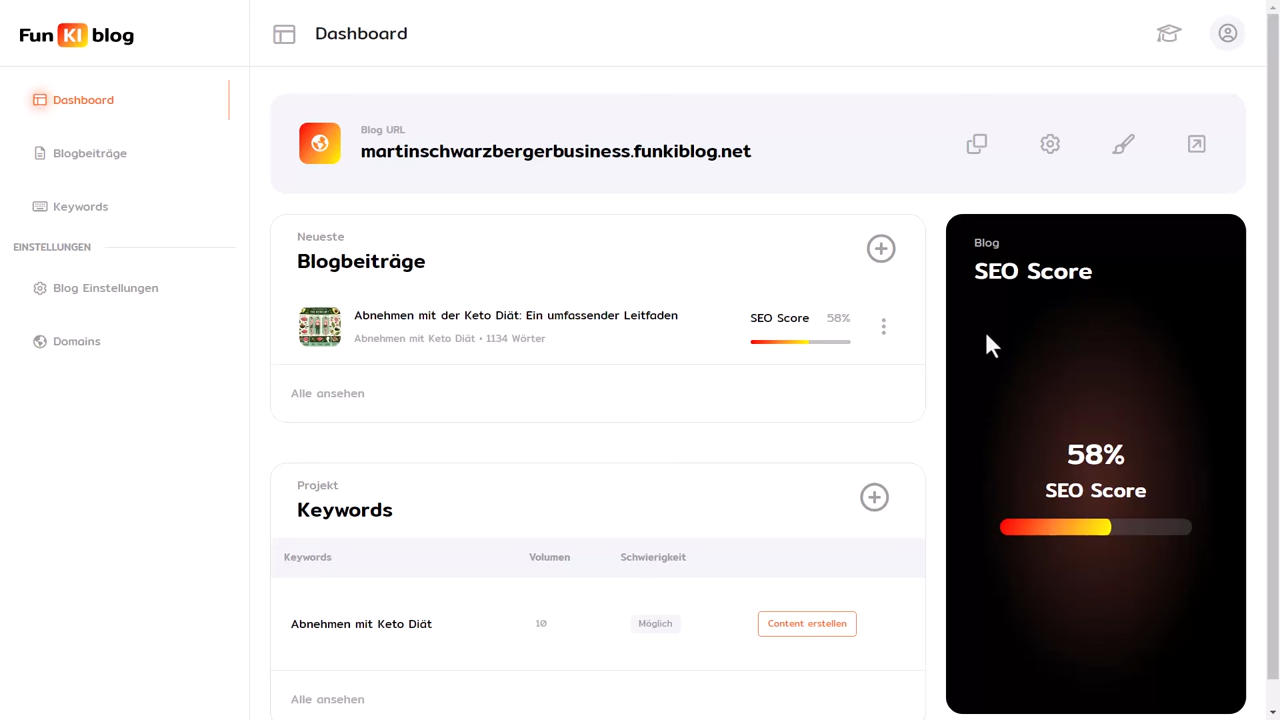 Fun KI blog
Dashboard
Dashboard
Blogbeiträge
Keywords
EINSTELLUNGEN
Blog Einstellungen
Domains
Blog URL
martinschwarzbergerbusiness.funkiblog.net
Neueste
Blogbeiträge
Abnehmen mit der Keto Diät: Ein umfassender Leitfaden
Abnehmen mit Keto Diät • 1134 Wörter
SEO Score 58%
Alle ansehen
Blog
SEO Score
58%
SEO Score
Projekt
Keywords
Keywords Volumen Schwierigkeit
Abnehmen mit Keto Diät 10 Möglich Content erstellen
Alle ansehen